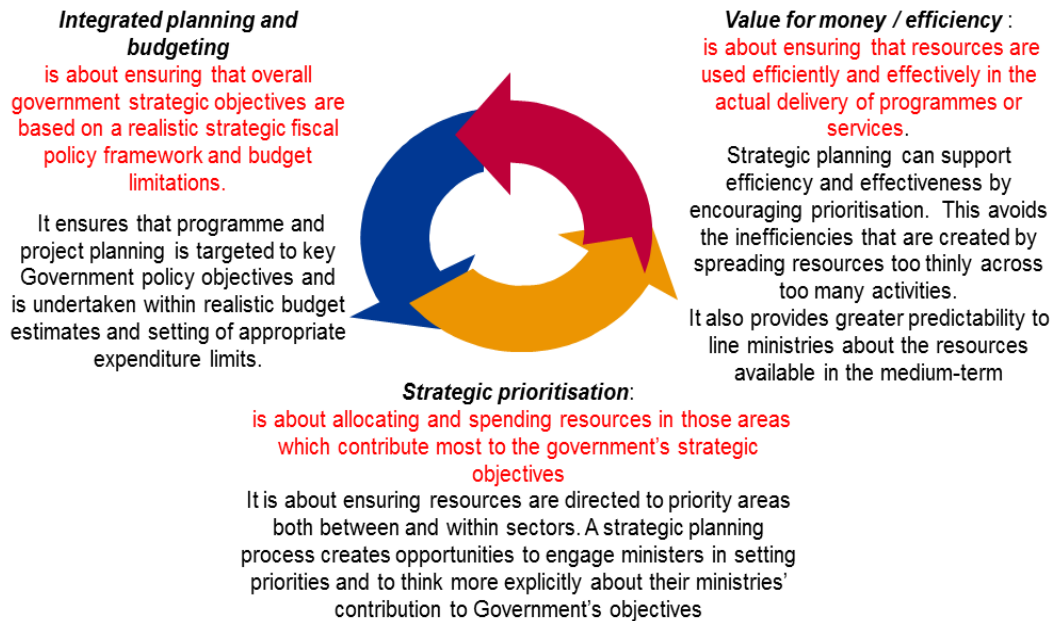 Integrated planning and
budgeting
is about ensuring that overall
government strategic objectives are
based on a realistic strategic fiscal
policy framework and budget
limitations.
It ensures that programme and
project planning is targeted to key
Government policy objectives and
is undertaken within realistic budget
estimates and setting of appropriate
expenditure limits.
Value for money / efficiency :
is about ensuring that resources are
used efficiently and effectively in the
actual delivery of programmes or
services.
Strategic planning can support
efficiency and effectiveness by
encouraging prioritisation. This avoids
the inefficiencies that are created by
spreading resources too thinly across
too many activities.
It also provides greater predictability to
line ministries about the resources
available in the medium-term
Strategic prioritisation:
is about allocating and spending resources in those areas
which contribute most to the government's strategic
objectives
It is about ensuring resources are directed to priority areas
both between and within sectors. A strategic planning
process creates opportunities to engage ministers in setting
priorities and to think more explicitly about their ministries'
contribution to Government's objectives